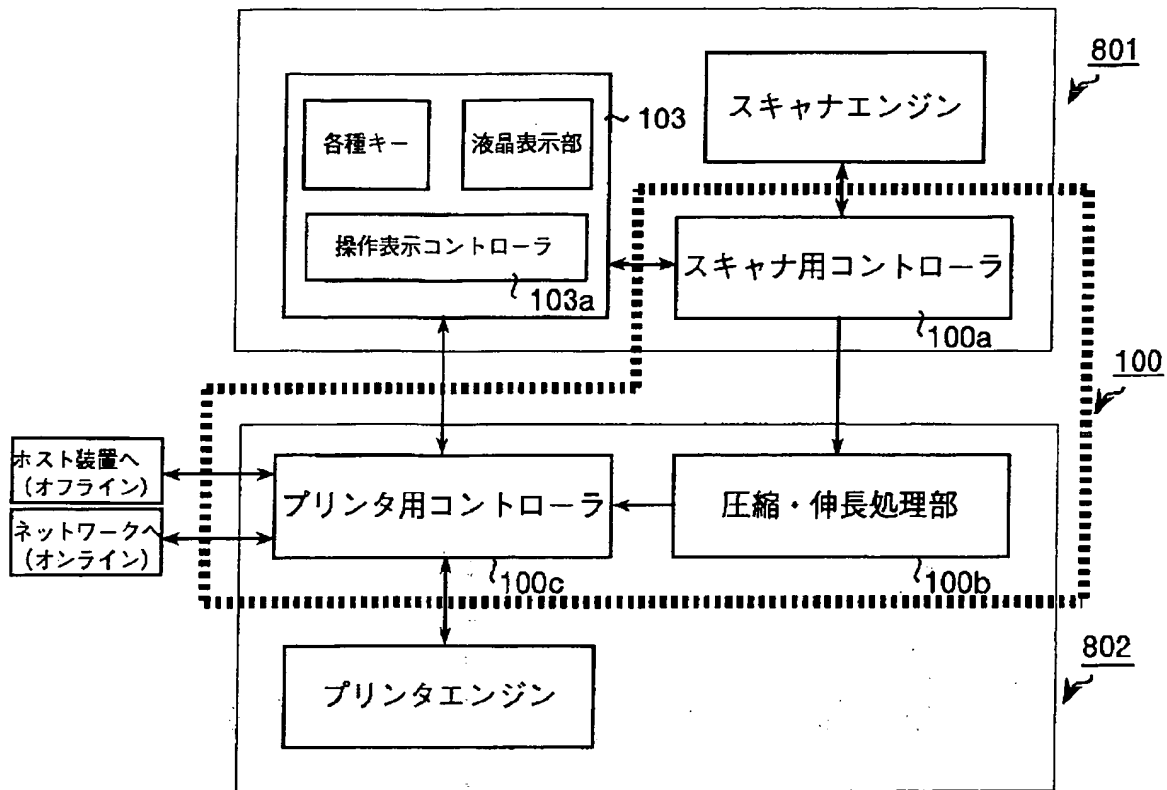 801
スキャナエンジン
103
各種キー
液晶表示部
操作表示コントローラ
103a
スキャナ用コントローラ
100a
100
ホスト装置へ
(オフライン)
ネットワークへ
(オンライン)
プリンタ用コントローラ
100c
圧縮・伸長処理部
100b
802
プリンタエンジン